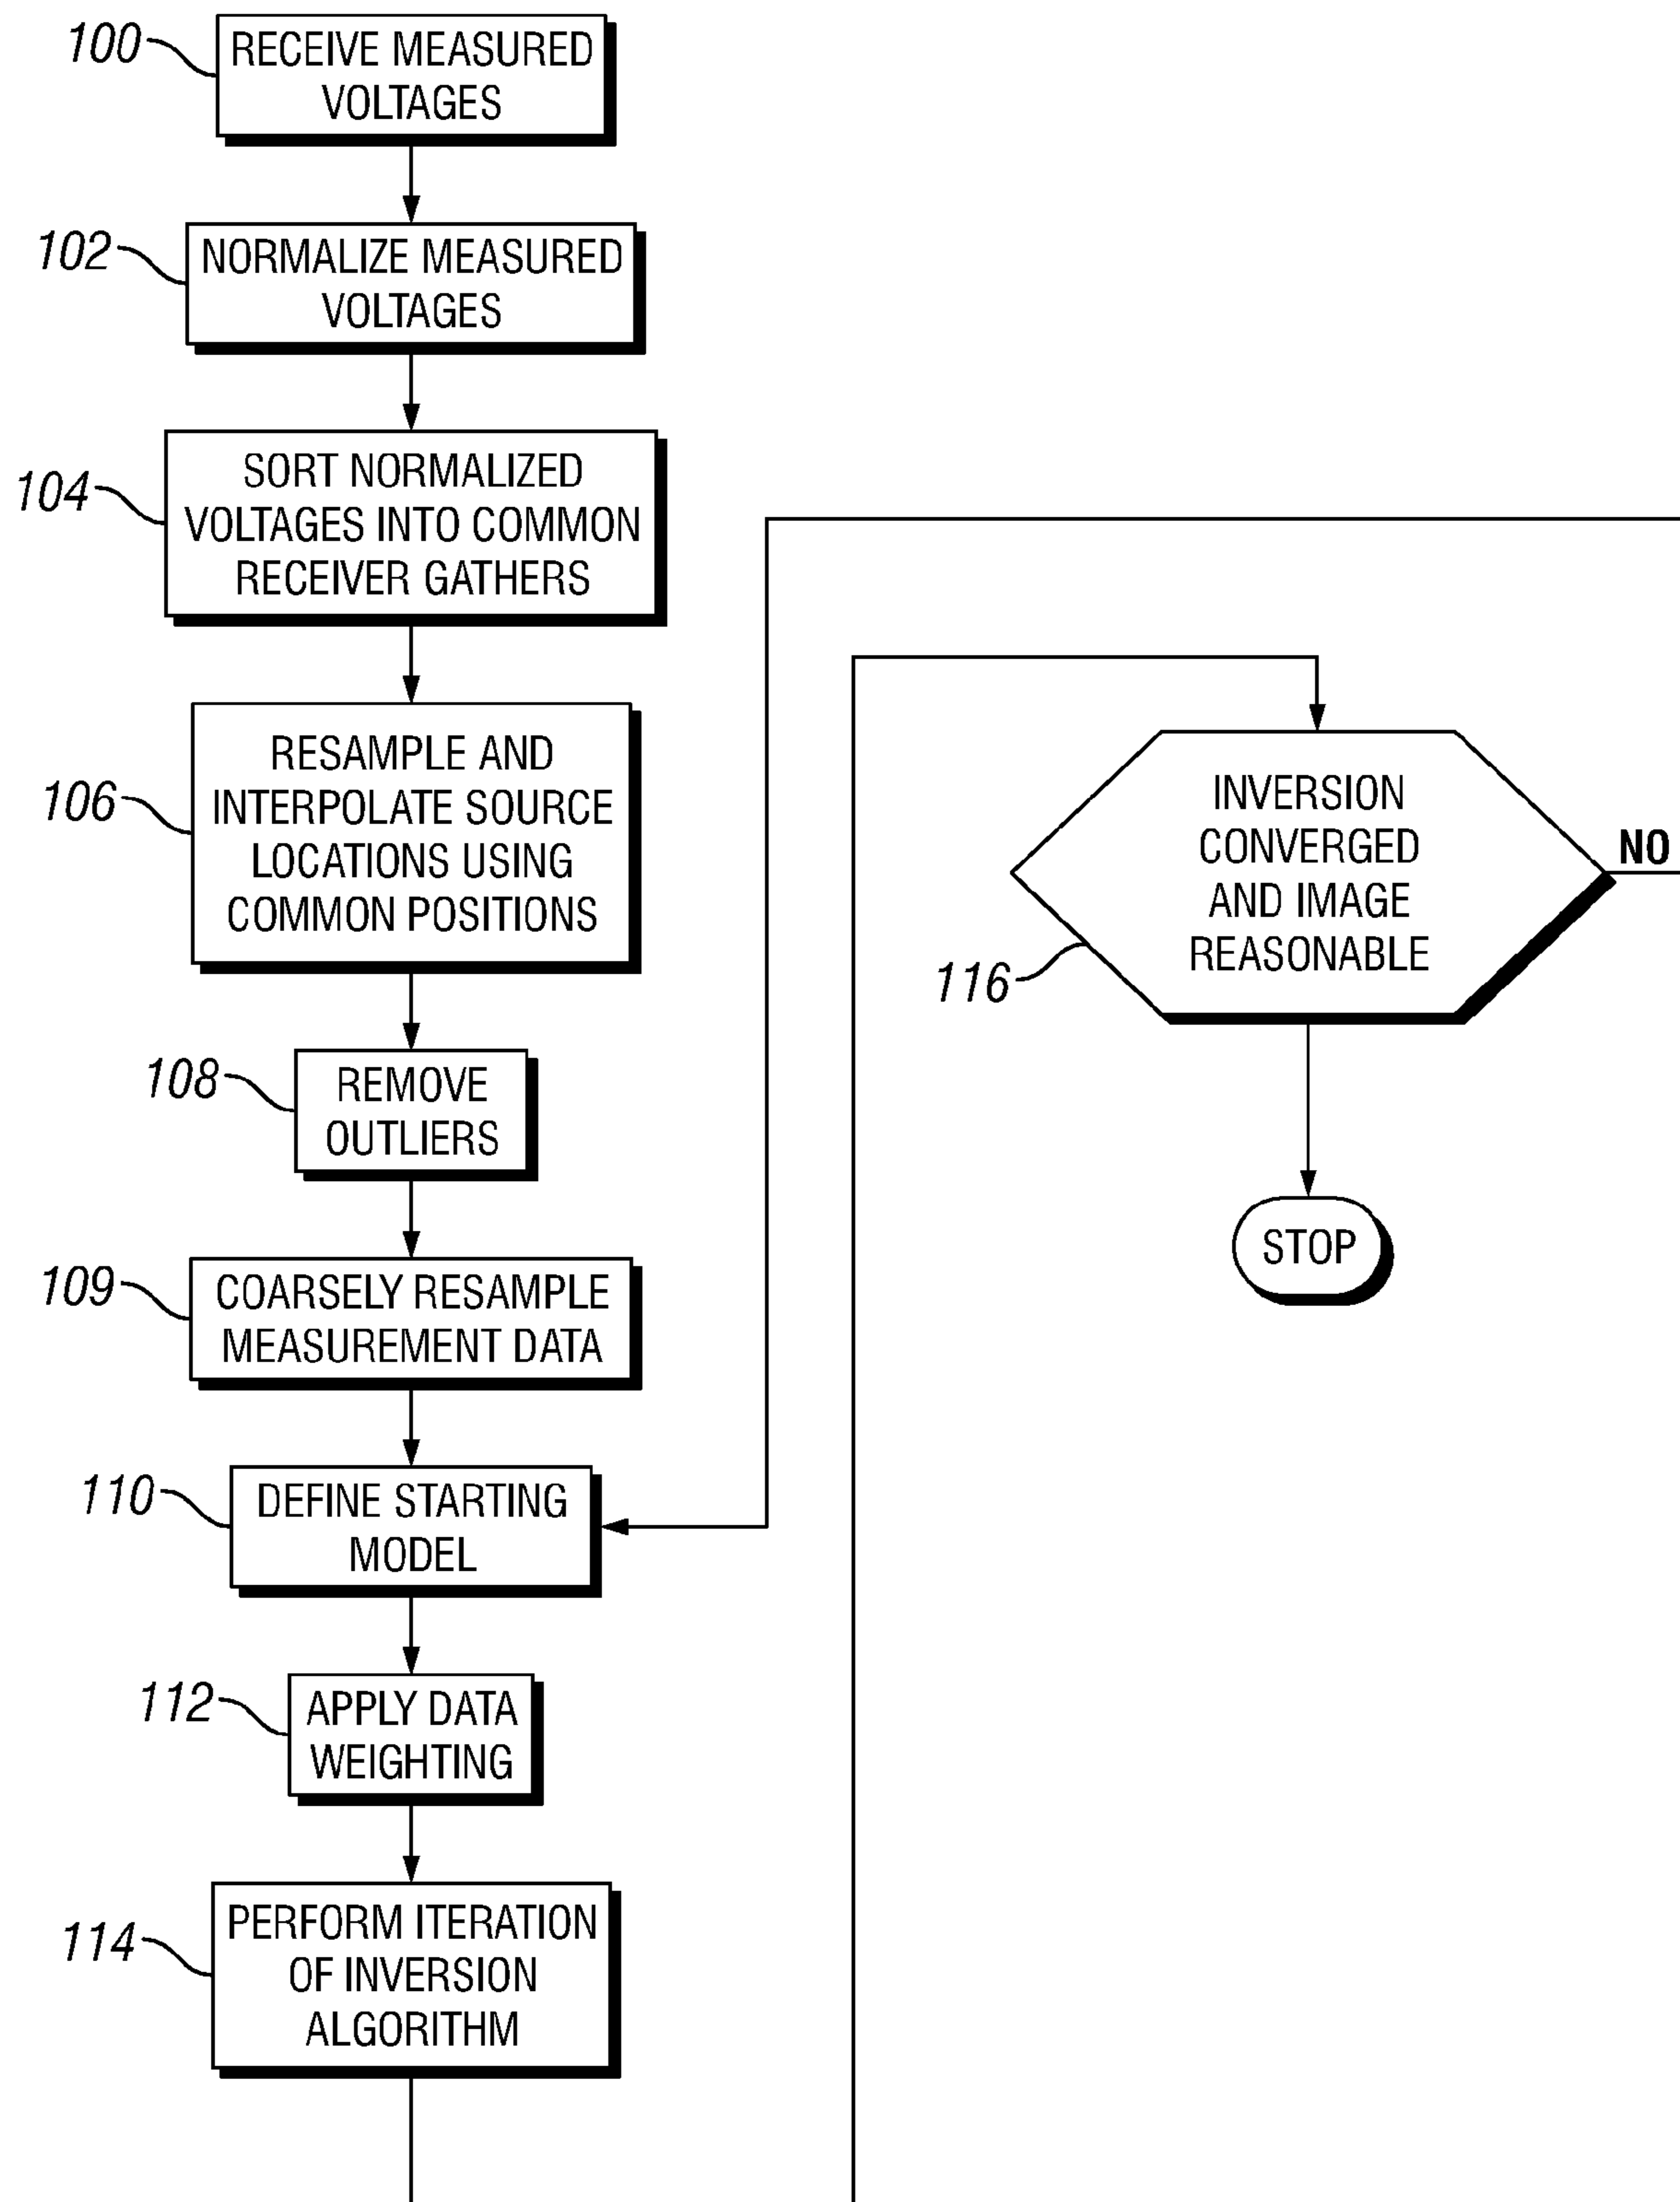 100
RECEIVE MEASURED
VOLTAGES
102
NORMALIZE MEASURED
VOLTAGES
104
SORT NORMALIZED
VOLTAGES INTO COMMON
RECEIVER GATHERS
106
RESAMPLE AND
INTERPOLATE SOURCE
LOCATIONS USING
COMMON POSITIONS
108
REMOVE
OUTLIERS
109
COARSELY RESAMPLE
MEASUREMENT DATA
110
DEFINE STARTING
MODEL
112
APPLY DATA
WEIGHTING
114
PERFORM ITERATION
OF INVERSION
ALGORITHM
116
INVERSION
CONVERGED
AND IMAGE
REASONABLE
NO
STOP